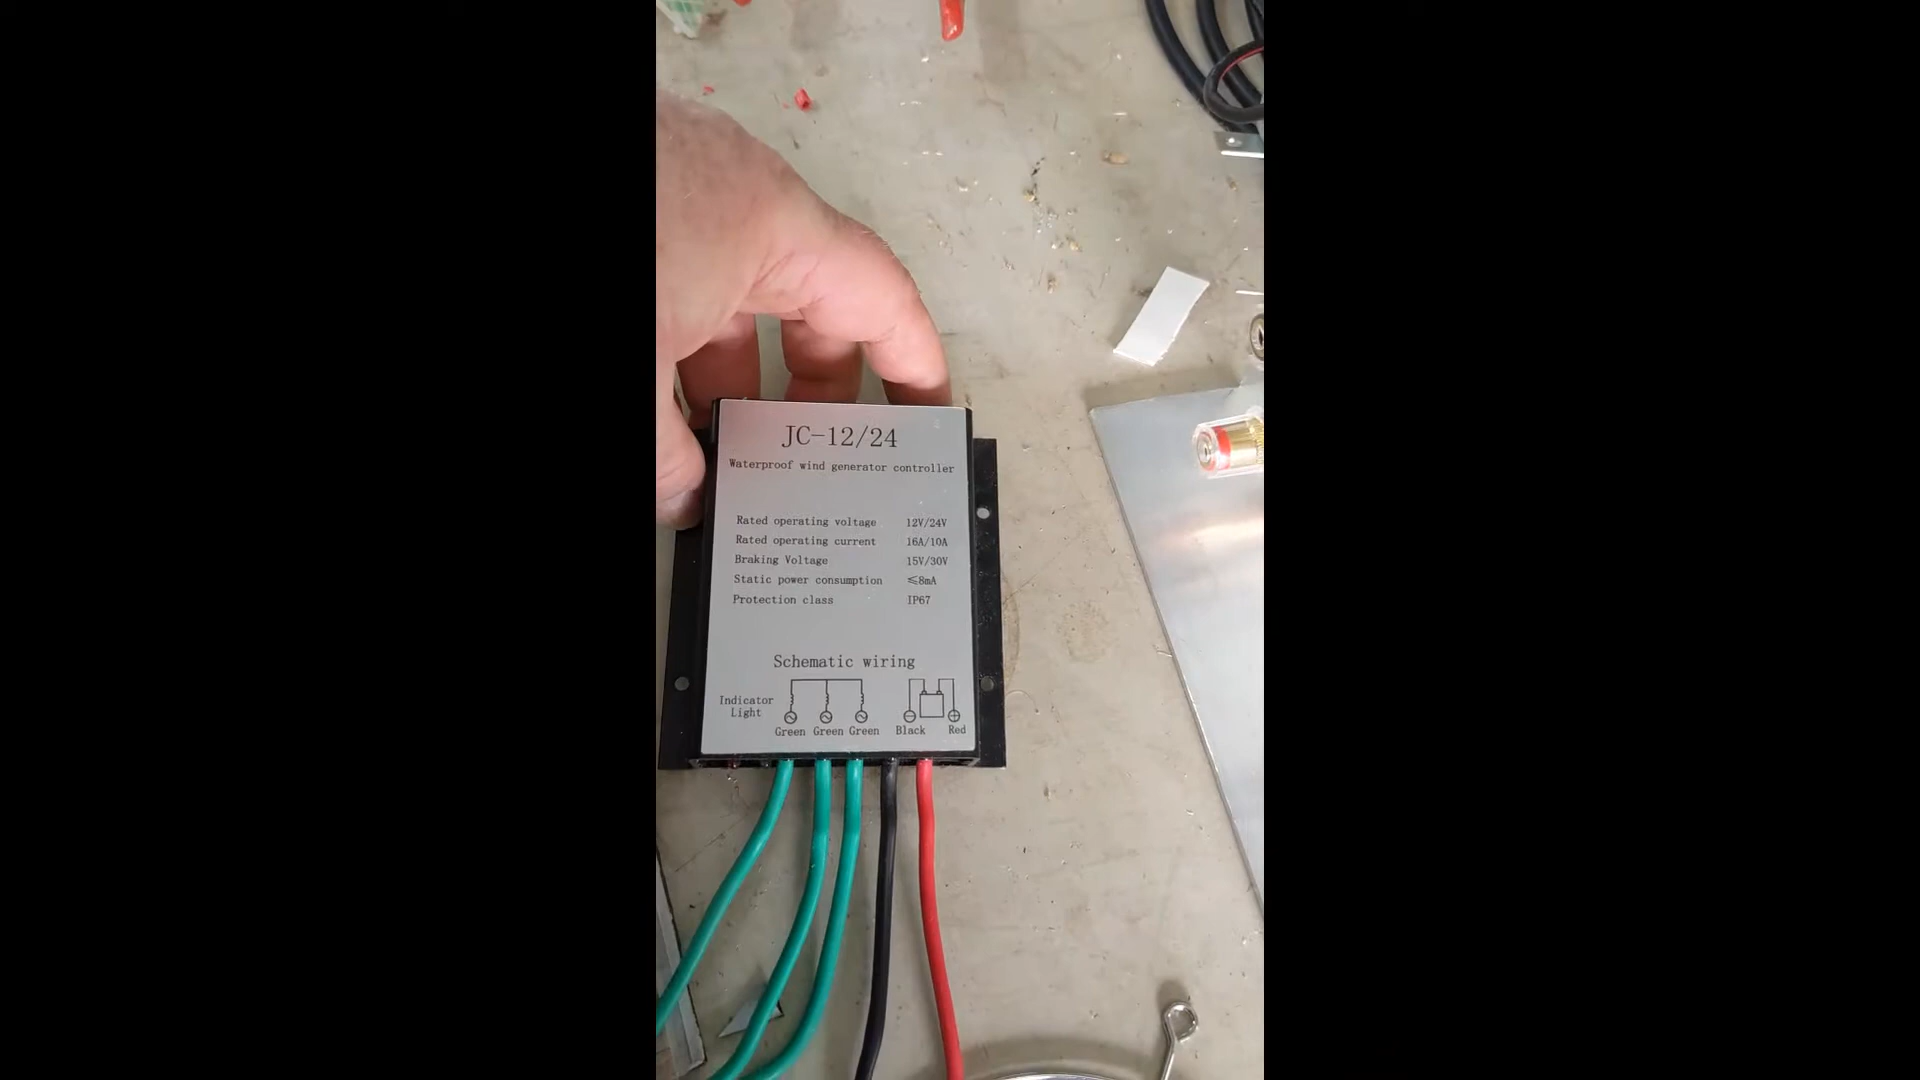 JC-12/24
Waterproof wind generator controller
Rated operating voltage 12V/24V
Rated operating current 16A/10A
Braking Voltage 15V/30V
Static power consumption ≤8mA
Protection class IP67
Schematic wiring
Indicator
Light
Green Green Green Black Red